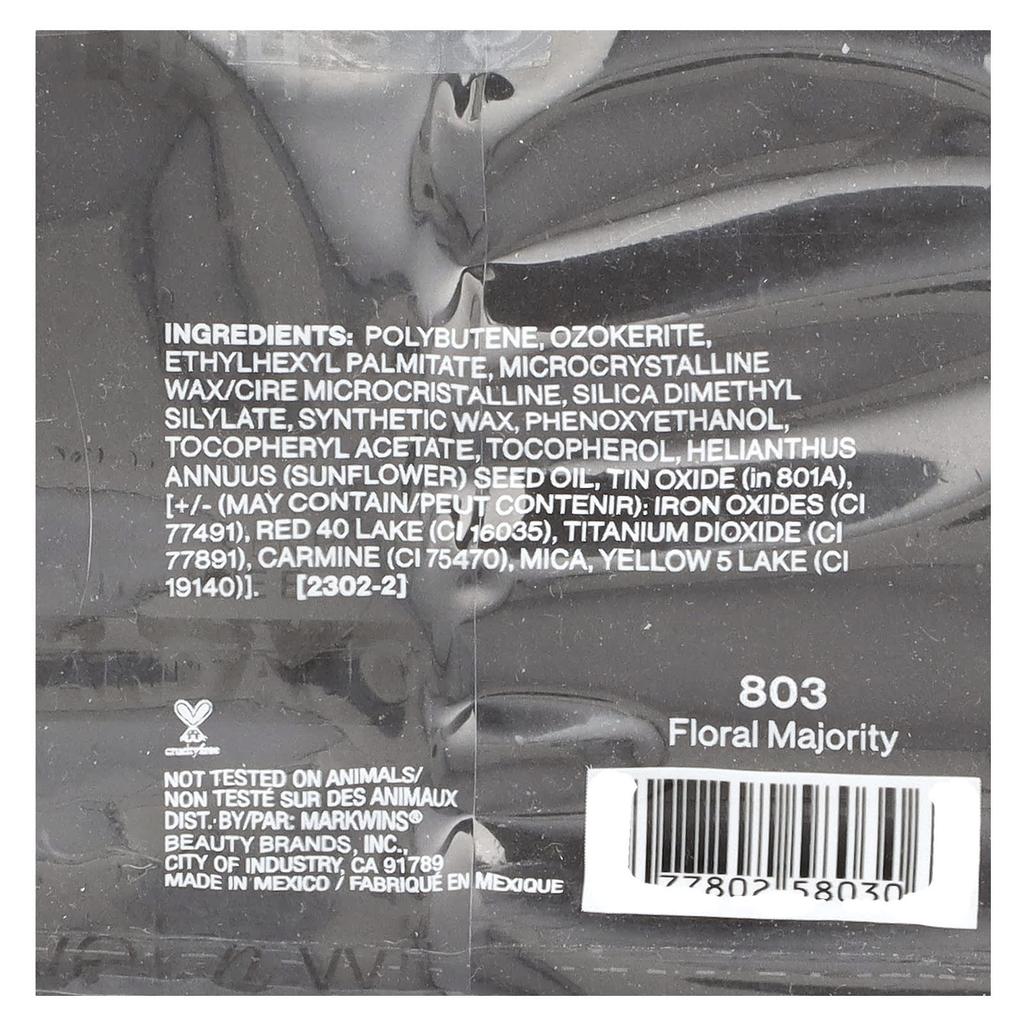 INGREDIENTS: POLYBUTENE, OZOKERITE,
ETHYLHEXYL PALMITATE, MICROCRYSTALLINE
WAX/CIRE MICROCRISTALLINE, SILICA DIMETHYL
SILYLATE, SYNTHETIC WAX, PHENOXYETHANOL,
TOCOPHERYL ACETATE, TOCOPHEROL, HELIANTHUS
ANNUUS (SUNFLOWER) SEED OIL, TIN OXIDE (in 801A),
[+/- (MAY CONTAIN/PEUT CONTENIR): IRON OXIDES (CI
77491), RED 40 LAKE (CI 16035), TITANIUM DIOXIDE (CI
77891), CARMINE (CI 75470), MICA, YELLOW 5 LAKE (CI
19140)]. [2302-2]
803
Floral Majority
crueltyfree
NOT TESTED ON ANIMALS/
NON TESTÉ SUR DES ANIMAUX
DIST. BY/PAR: MARKWINS®
BEAUTY BRANDS, INC.,
CITY OF INDUSTRY, CA 91789
MADE IN MEXICO / FABRIQUÉ EN MEXIQUE
77802 58030